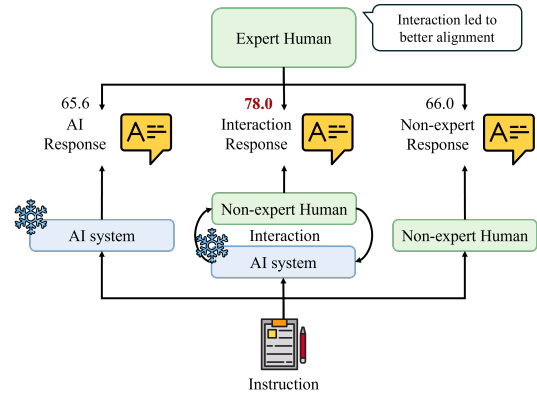 Interaction led to
better alignment
Expert Human
65.6
AI
Response
78.0
Interaction
Response
66.0
Non-expert
Response
A
A
A
Non-expert Human
Interaction
AI system
AI system
Non-expert Human
Instruction